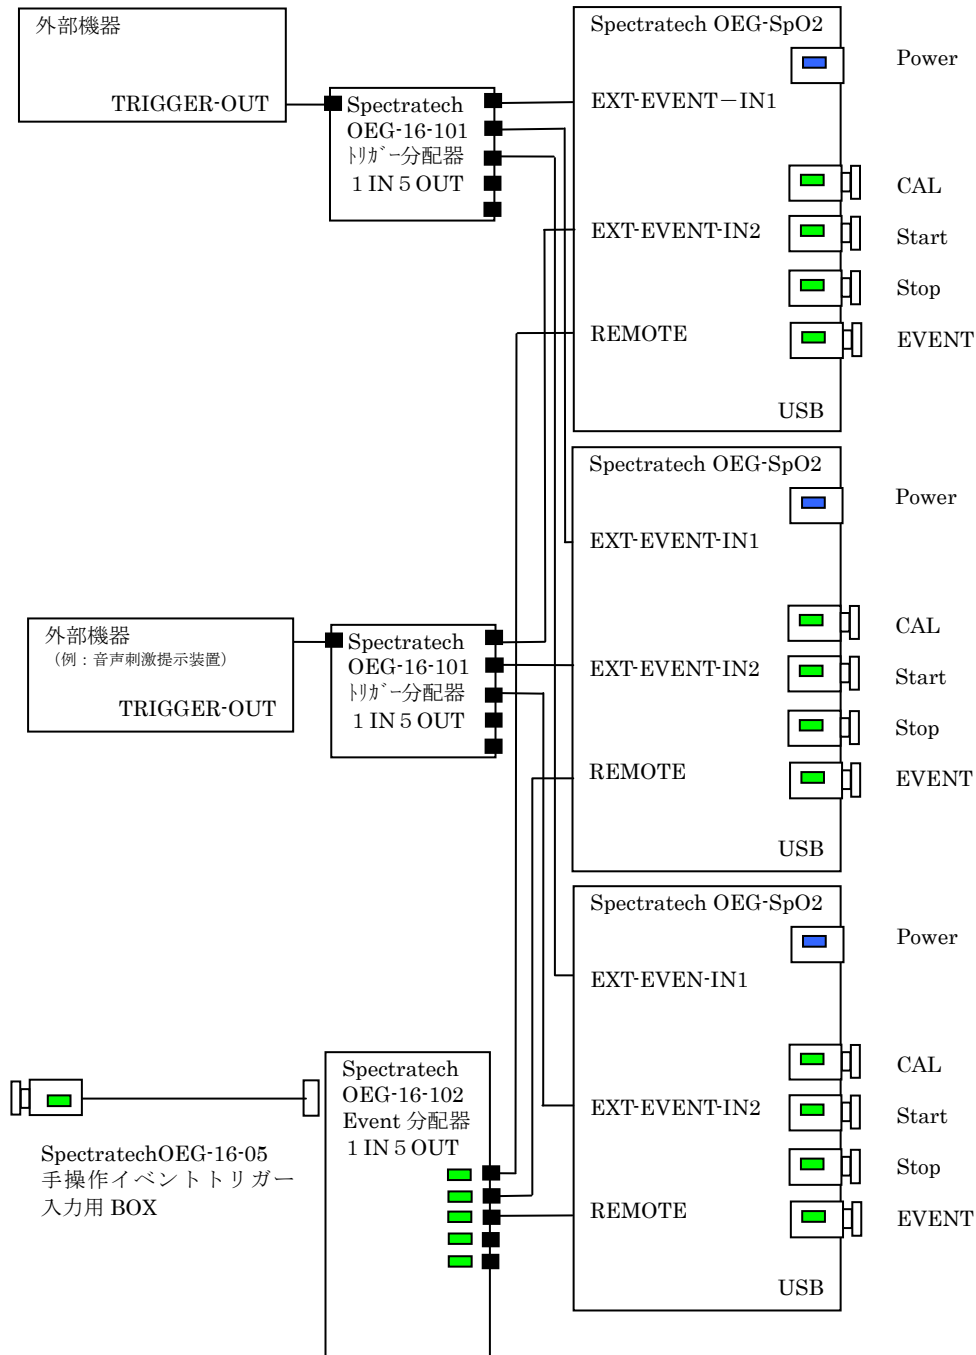 外部機器
TRIGGER-OUT
Spectratech
OEG-16-101
ﾄﾘｶﾞｰ分配器
1 IN 5 OUT
Spectratech OEG-SpO2
Power
EXT-EVENT－IN1
CAL
EXT-EVENT-IN2
Start
Stop
REMOTE
EVENT
USB
Spectratech OEG-SpO2
Power
EXT-EVENT-IN1
外部機器
（例：音声刺激提示装置）
TRIGGER-OUT
Spectratech
OEG-16-101
ﾄﾘｶﾞｰ分配器
1 IN 5 OUT
CAL
EXT-EVENT-IN2
Start
Stop
REMOTE
EVENT
USB
Spectratech OEG-SpO2
Power
EXT-EVEN-IN1
CAL
EXT-EVENT-IN2
Start
Stop
REMOTE
EVENT
USB
Spectratech
OEG-16-102
Event 分配器
1 IN 5 OUT
SpectratechOEG-16-05
手操作イベントトリガー
入力用 BOX